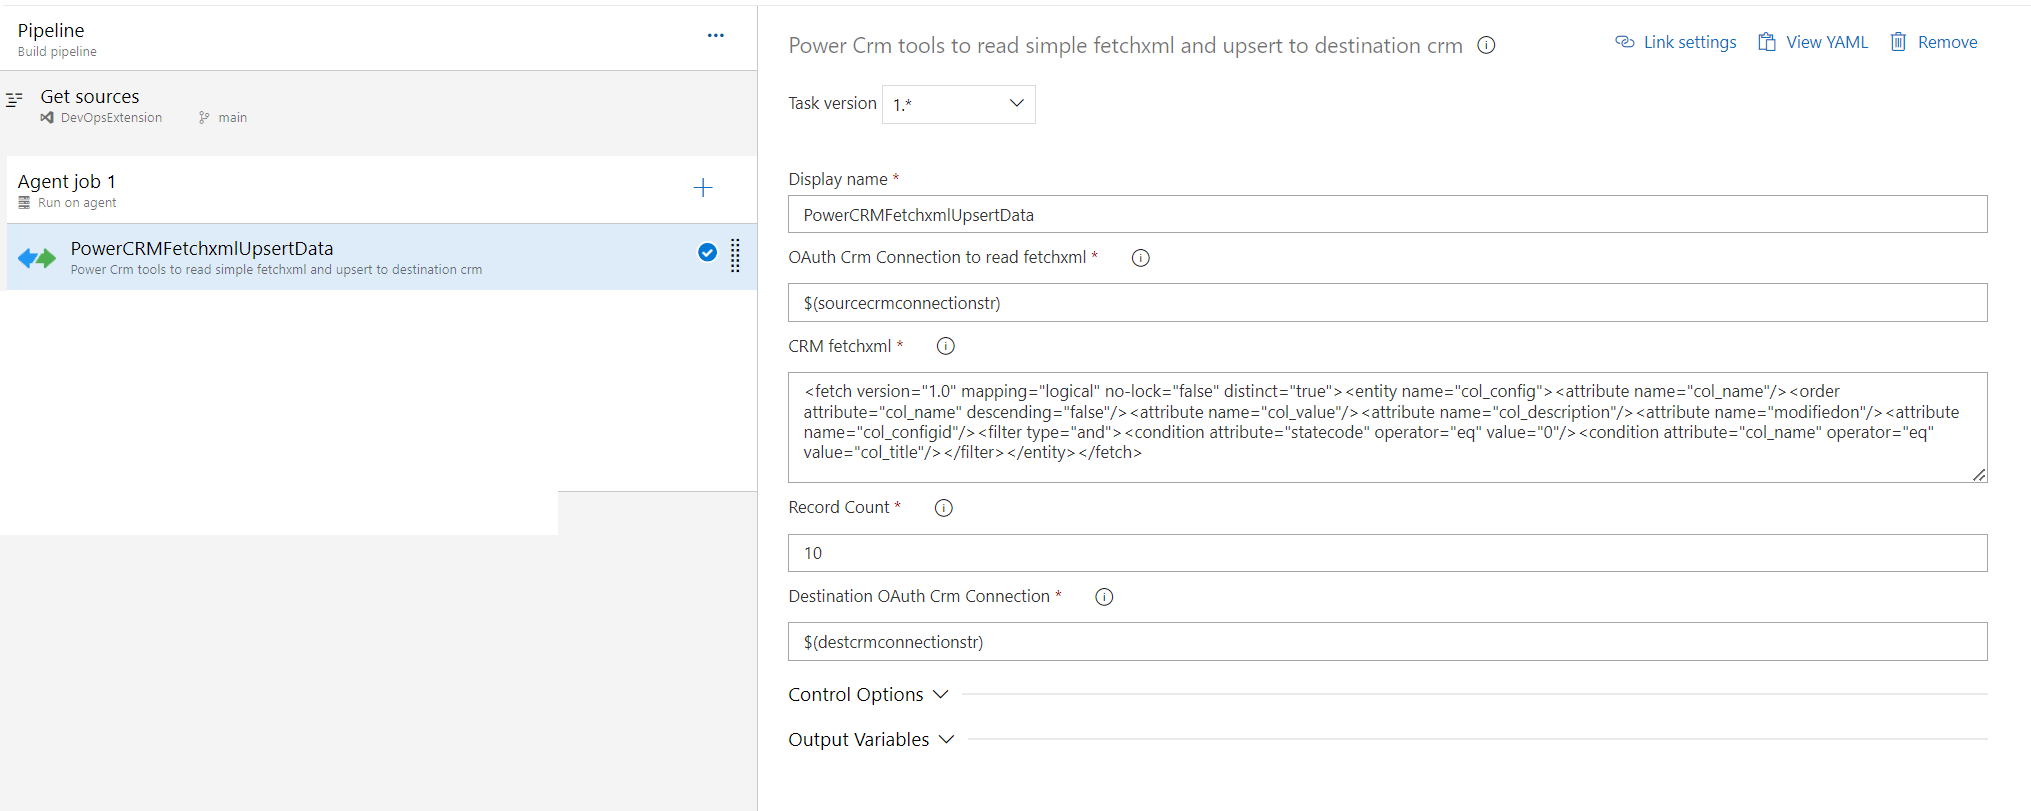 Pipeline
Build pipeline
Get sources
DevOpsExtension main
Agent job 1
Run on agent
PowerCRMFetchxmlUpsertData
Power Crm tools to read simple fetchxml and upsert to destination crm
Power Crm tools to read simple fetchxml and upsert to destination crm
Link settings View YAML Remove
Task version 1.*
Display name *
PowerCRMFetchxmlUpsertData
OAuth Crm Connection to read fetchxml *
$(sourcecrmconnectionstr)
CRM fetchxml *
<fetch version="1.0" mapping="logical" no-lock="false" distinct="true"><entity name="col_config"><attribute name="col_name"/><order
attribute="col_name" descending="false"/><attribute name="col_value"/><attribute name="col_description"/><attribute name="modifiedon"/><attribute
name="col_configid"/><filter type="and"><condition attribute="statecode" operator="eq" value="0"/><condition attribute="col_name" operator="eq"
value="col_title"/></filter></entity></fetch>
Record Count *
10
Destination OAuth Crm Connection *
$(destcrmconnectionstr)
Control Options
Output Variables